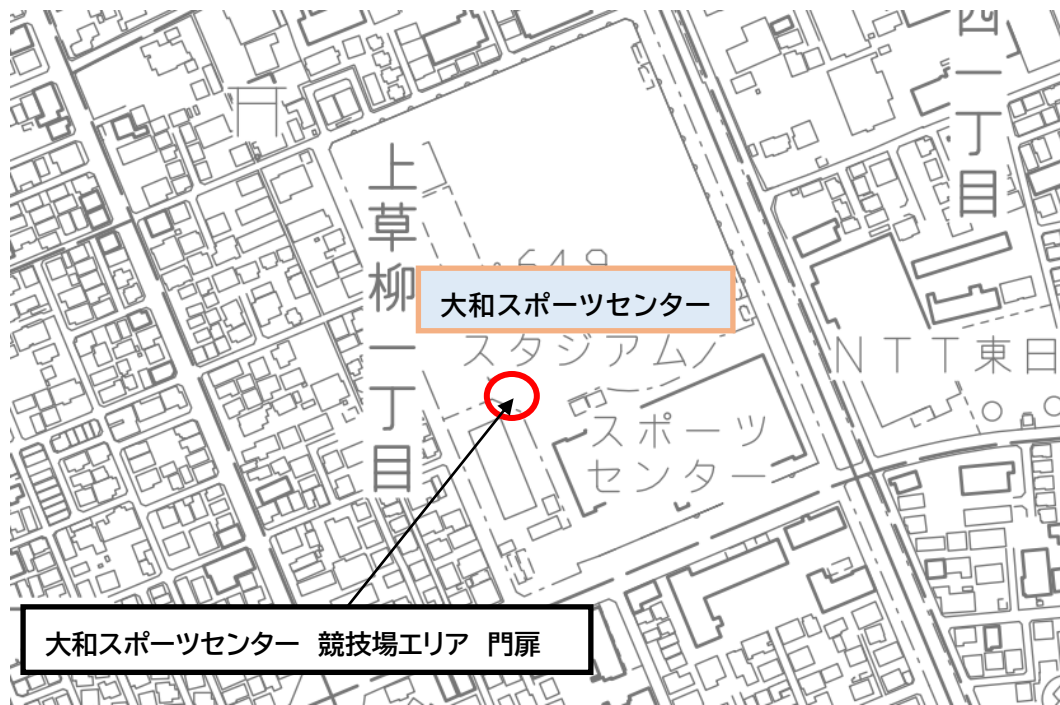 西一丁目
上草柳一丁目
大和スポーツセンター
スタジアム
NTT東日
スポーツ
センター
大和スポーツセンター 競技場エリア 門扉